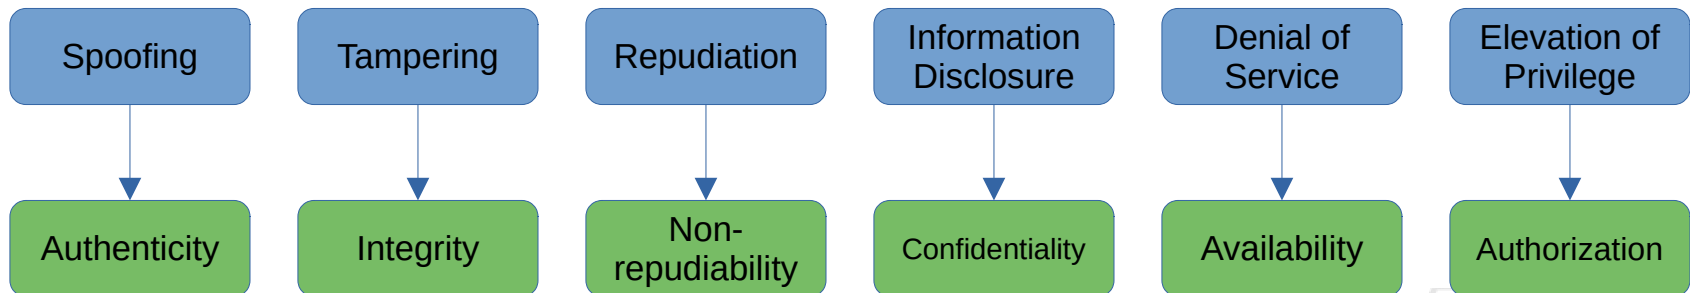 Spoofing
Tampering
Repudiation
Information
Disclosure
Denial of
Service
Elevation of
Privilege
Authenticity
Integrity
Non-
repudiability
Confidentiality
Availability
Authorization